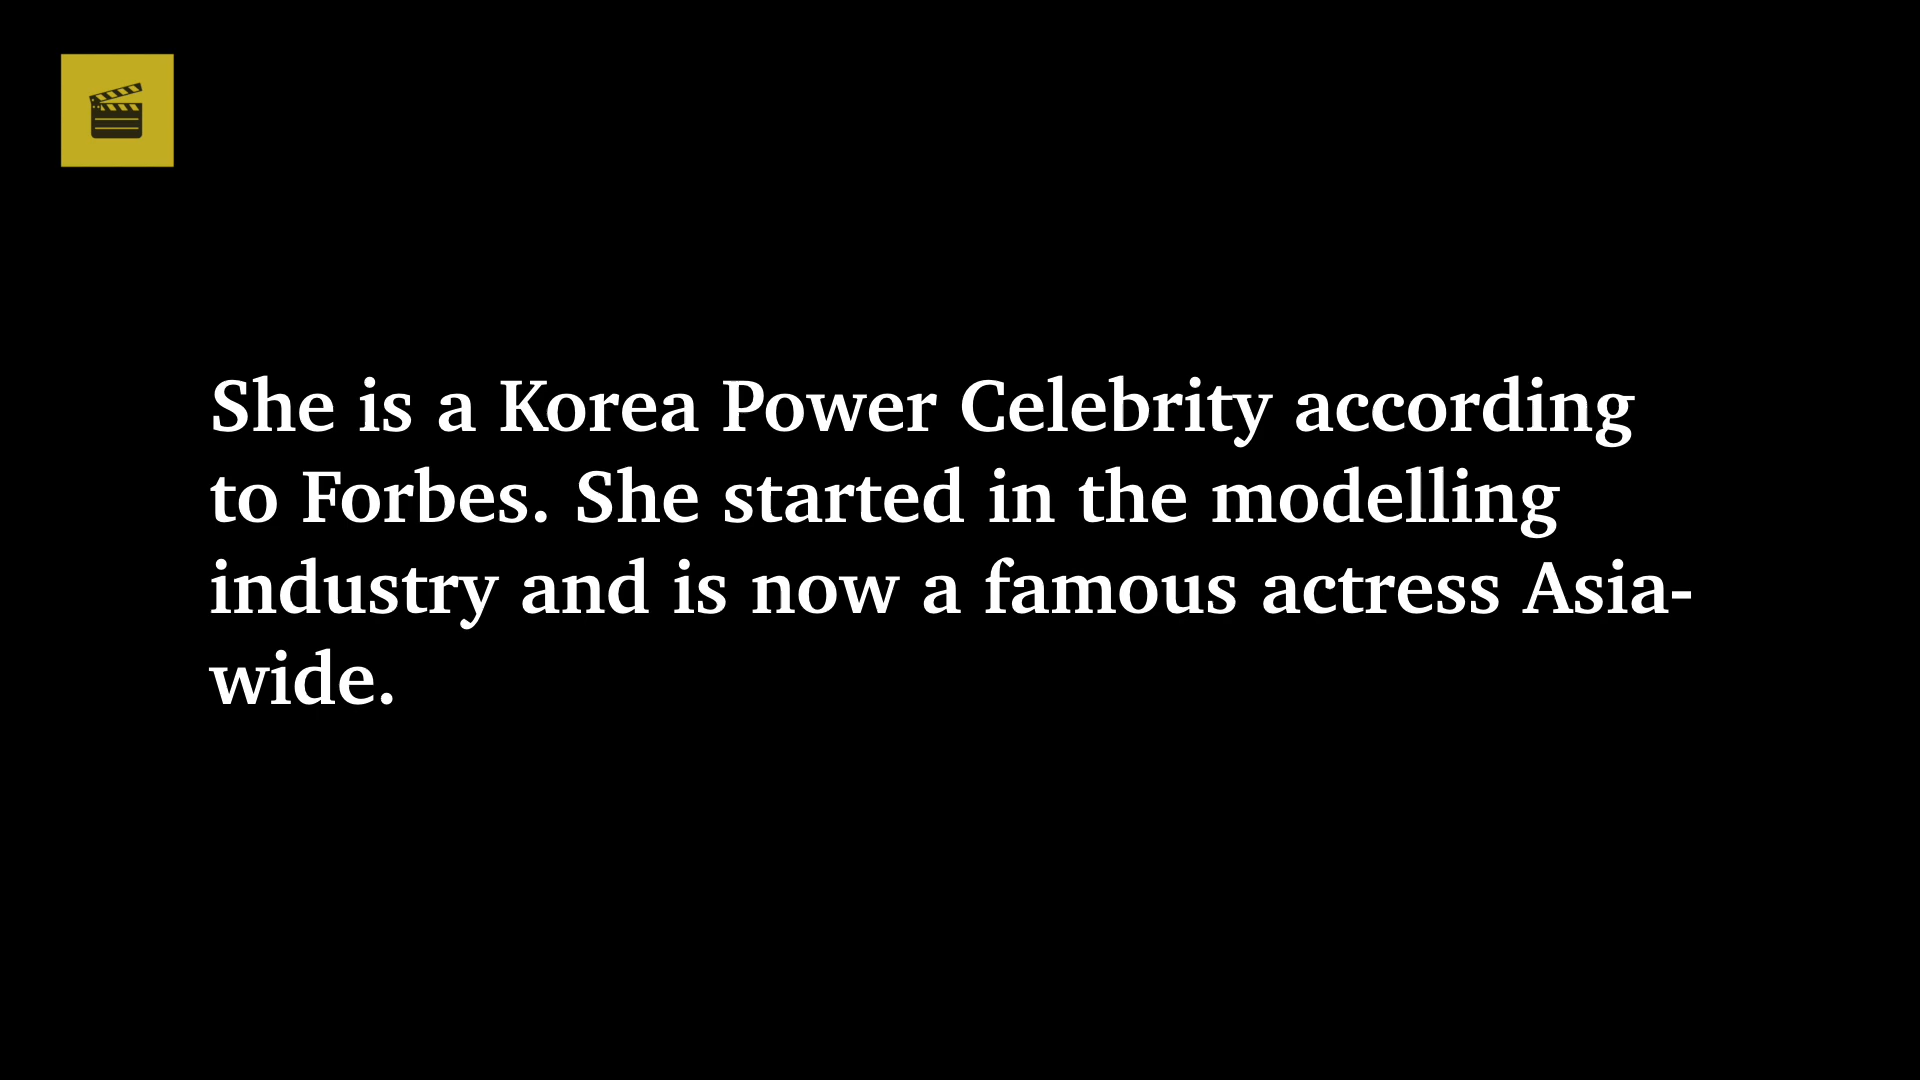 She is a Korea Power Celebrity according
to Forbes. She started in the modelling
industry and is now a famous actress Asia-
wide.